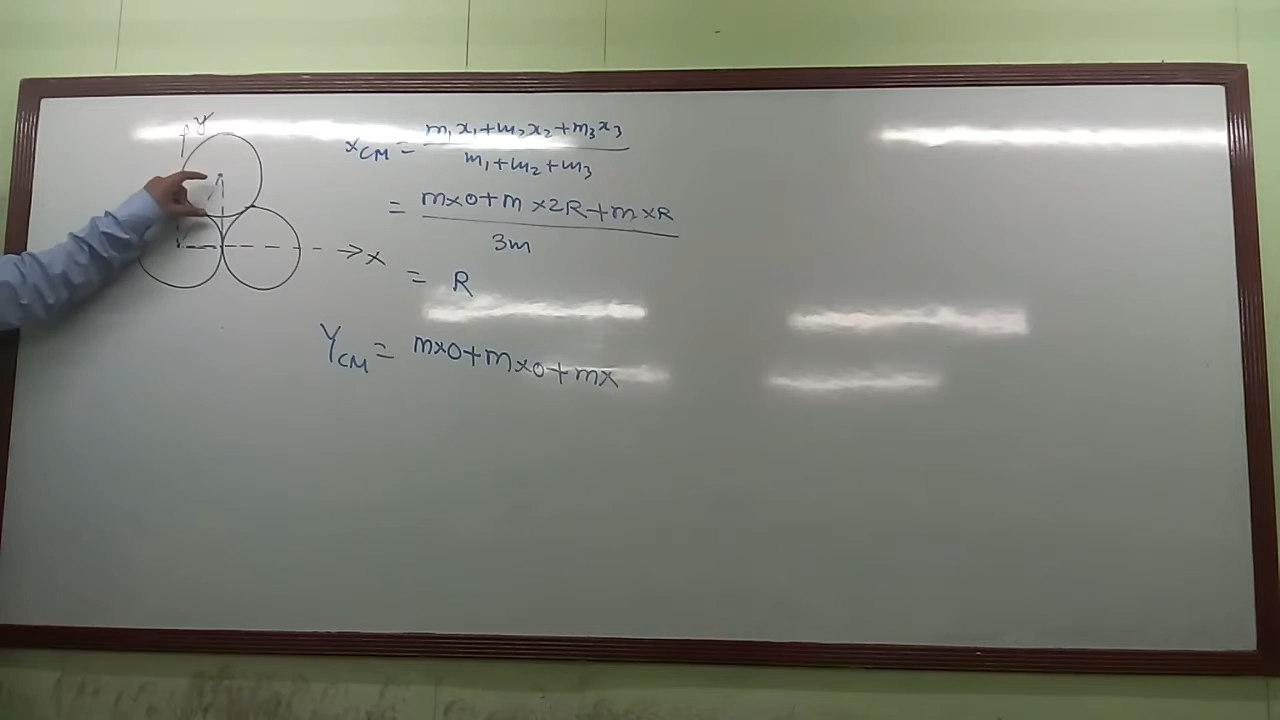 y
x
x_CM = (m₁x₁+m₂x₂+m₃x₃)/(m₁+m₂+m₃)
= (m×0+m×2R+m×R)/3m
= R
Y_CM = m×0+m×0+m×